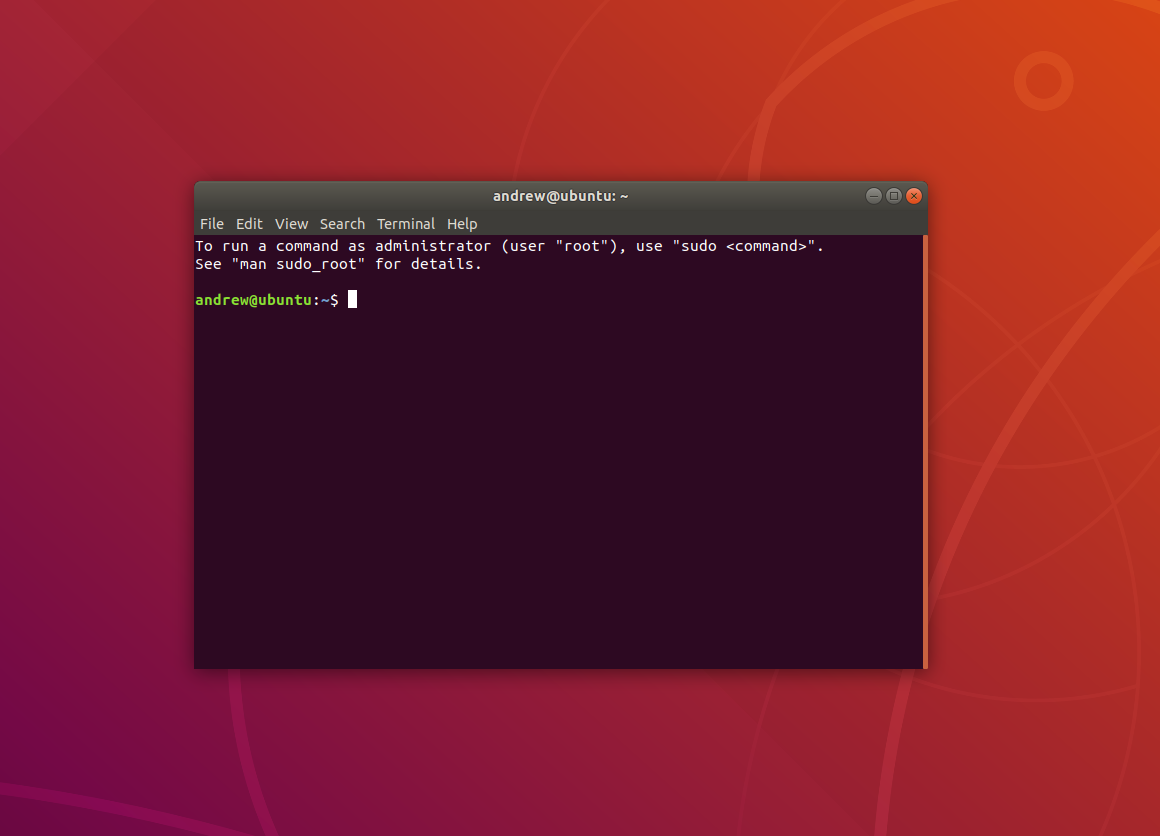 andrew@ubuntu: ~
File Edit View Search Terminal Help
To run a command as administrator (user "root"), use "sudo <command>".
See "man sudo_root" for details.
andrew@ubuntu:~$